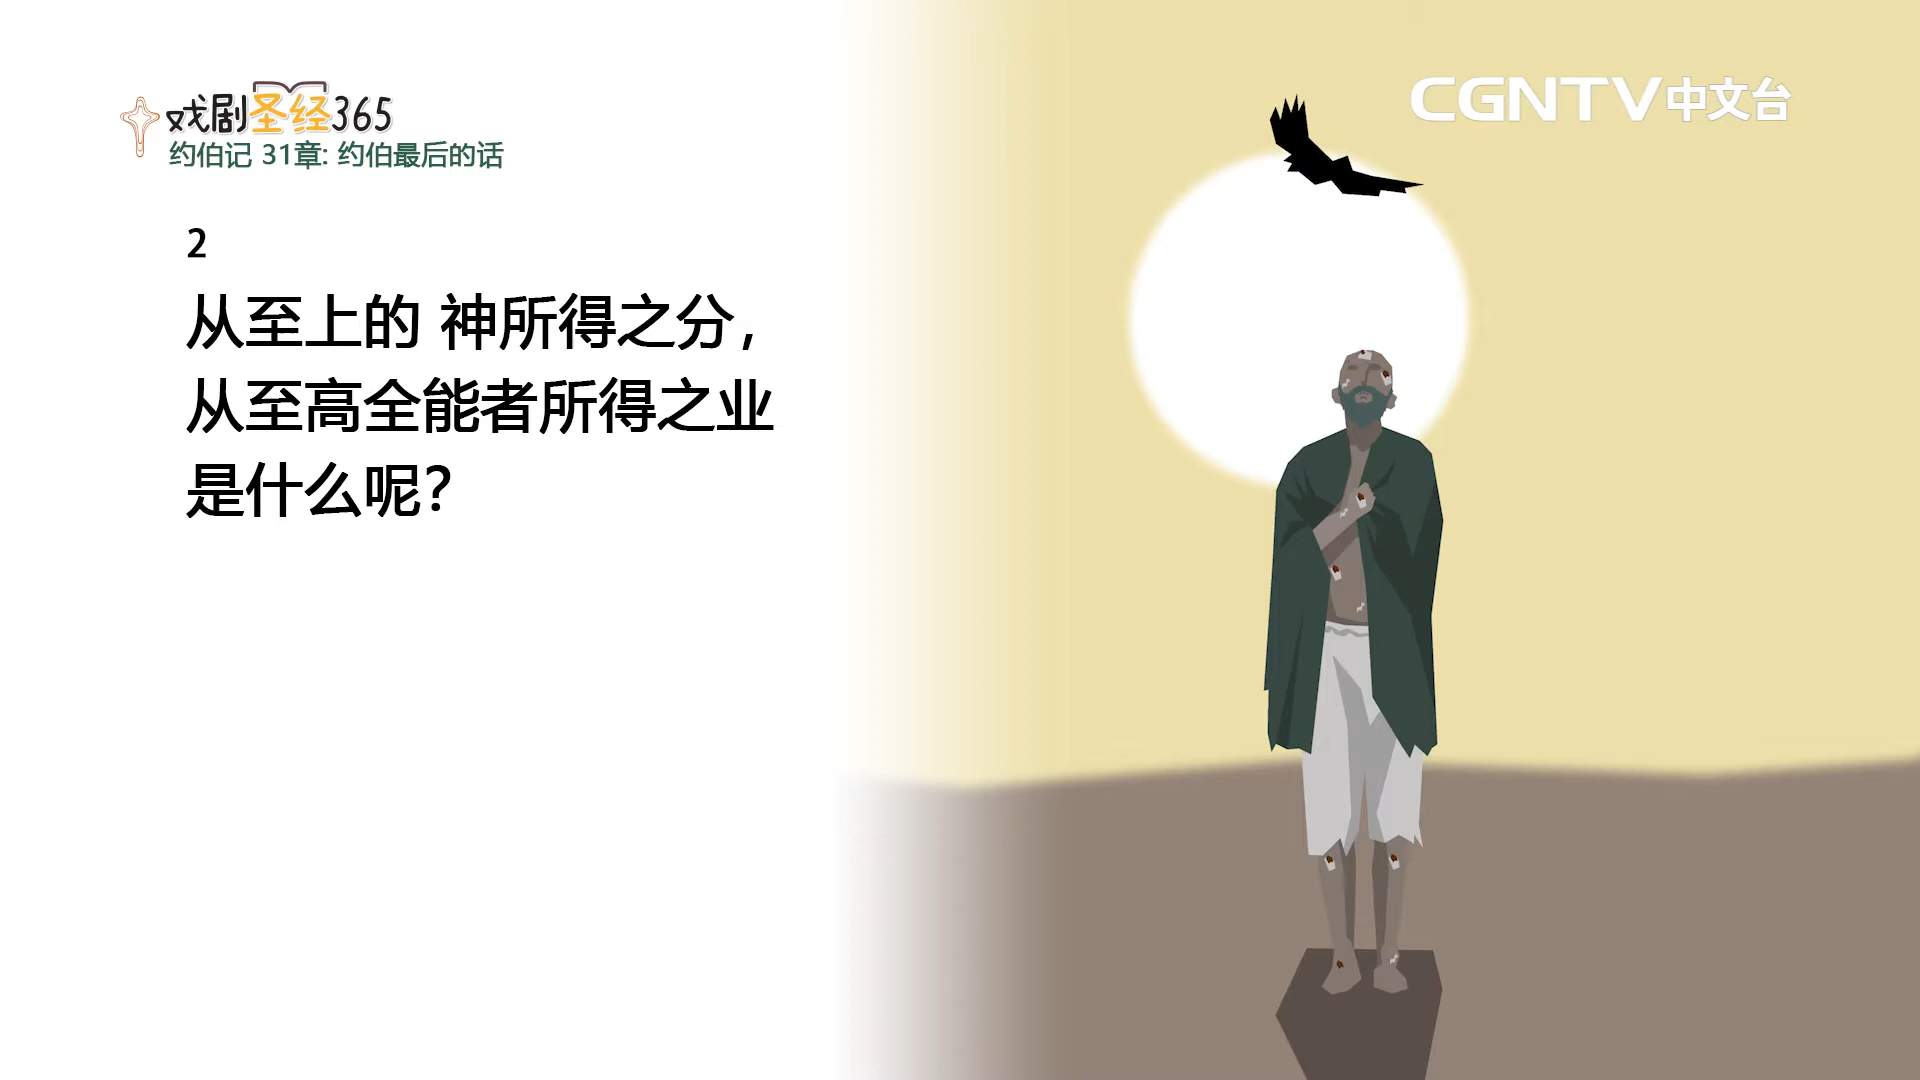 戏剧圣经365
CGNTV中文台
约伯记 31章: 约伯最后的话
2
从至上的 神所得之分，
从至高全能者所得之业
是什么呢?